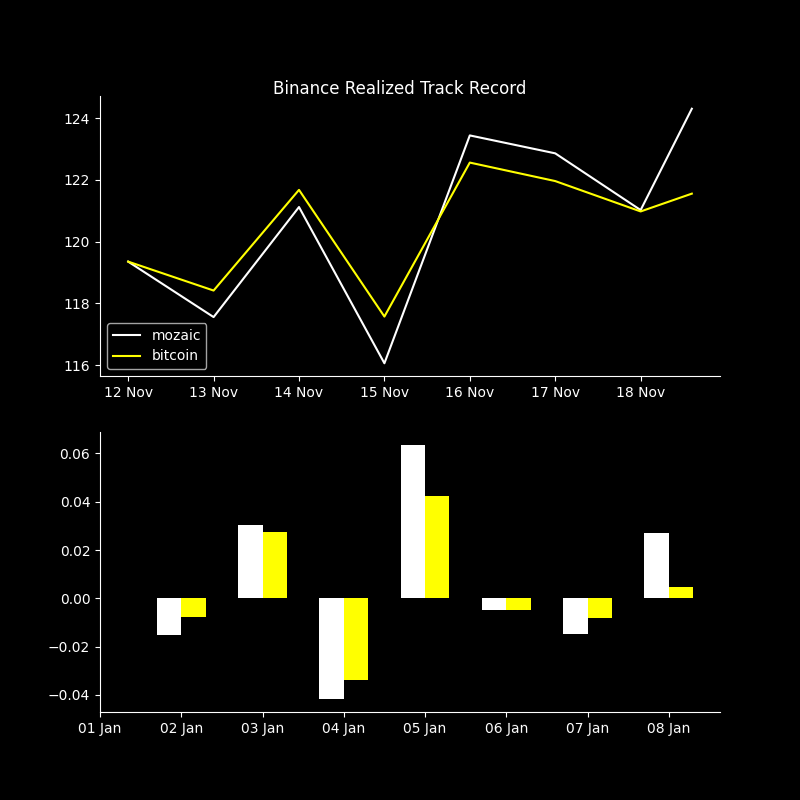 Binance Realized Track Record
124
122
120
118
116
mozaic
bitcoin
12 Nov 13 Nov 14 Nov 15 Nov 16 Nov 17 Nov 18 Nov
0.06
0.04
0.02
0.00
−0.02
−0.04
01 Jan 02 Jan 03 Jan 04 Jan 05 Jan 06 Jan 07 Jan 08 Jan